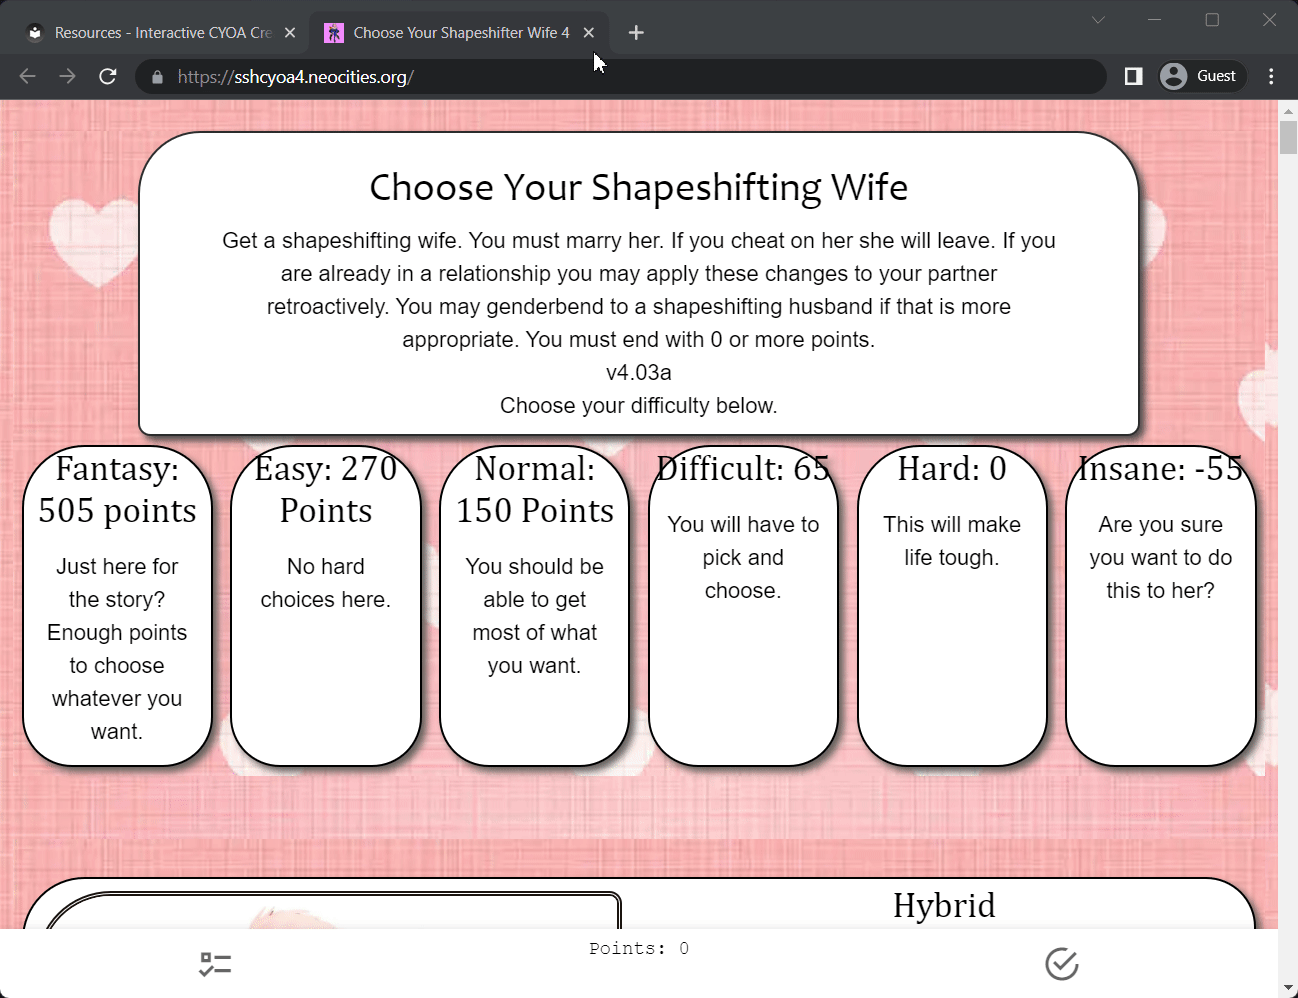 Resources - Interactive CYOA Cre
Choose Your Shapeshifter Wife 4
https://sshcyoa4.neocities.org/
Guest
Choose Your Shapeshifting Wife
Get a shapeshifting wife. You must marry her. If you cheat on her she will leave. If you
are already in a relationship you may apply these changes to your partner
retroactively. You may genderbend to a shapeshifting husband if that is more
appropriate. You must end with 0 or more points.
v4.03a
Choose your difficulty below.
Fantasy:
505 points
Just here for
the story?
Enough points
to choose
whatever you
want.
Easy: 270
Points
No hard
choices here.
Normal:
150 Points
You should be
able to get
most of what
you want.
Difficult: 65
You will have to
pick and
choose.
Hard: 0
This will make
life tough.
Insane: -55
Are you sure
you want to do
this to her?
Hybrid
Points: 0